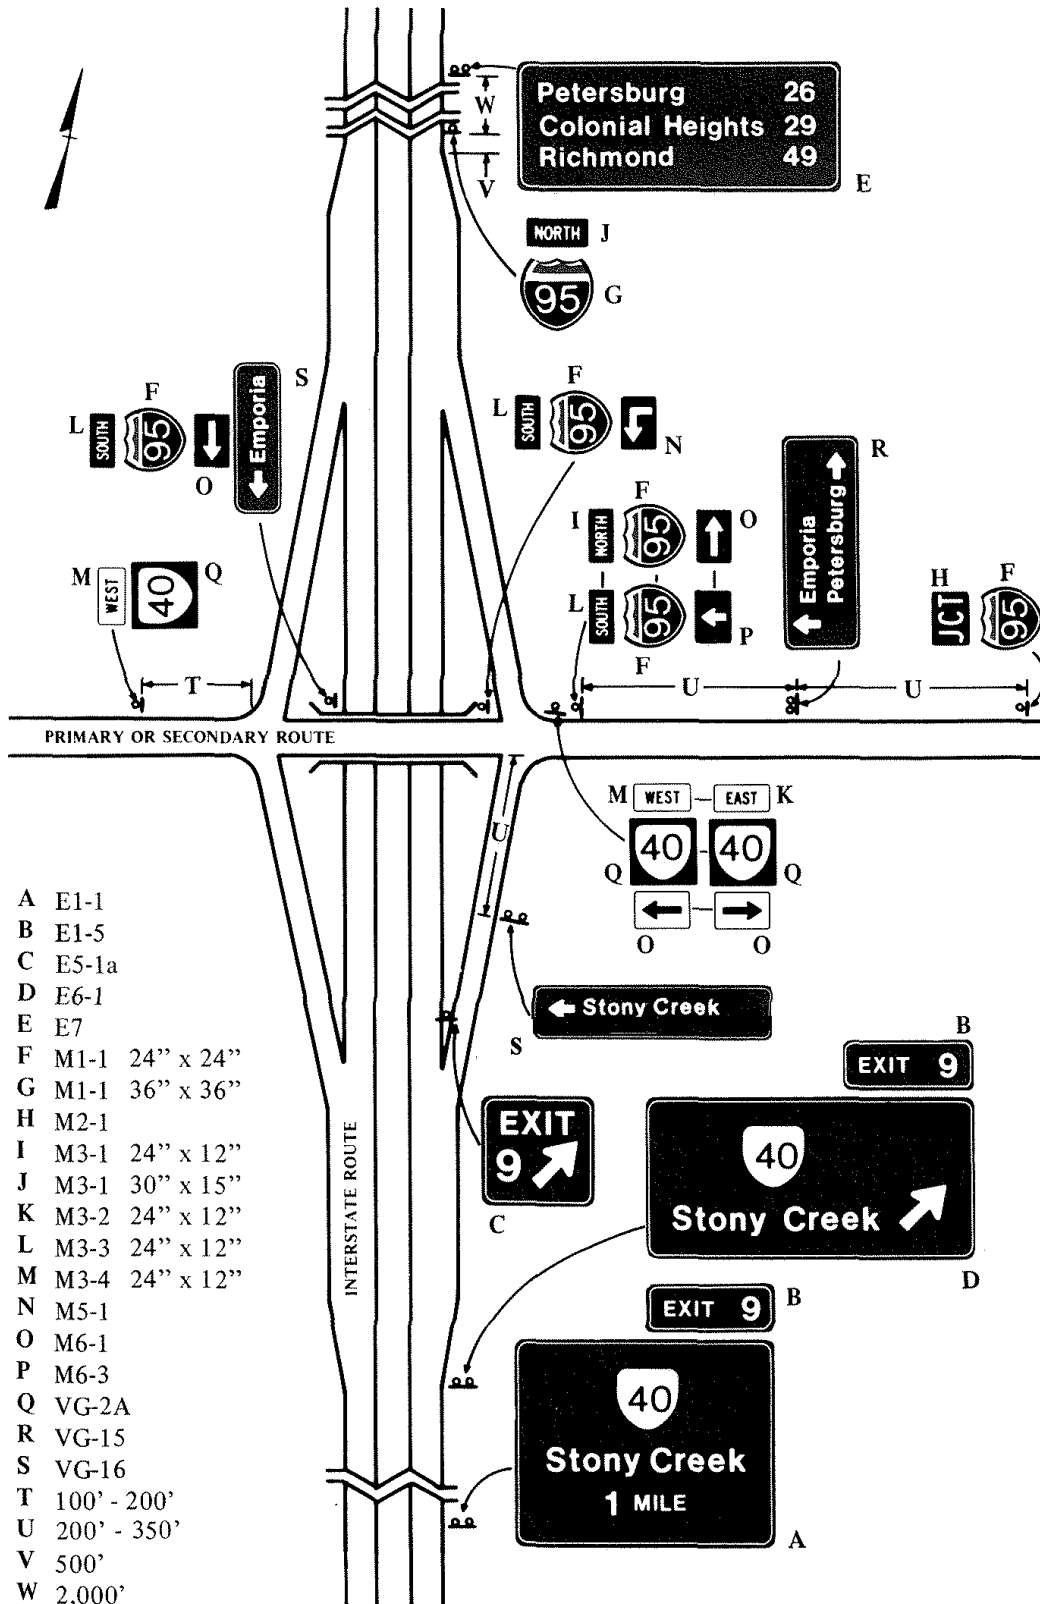 Petersburg 26
Colonial Heights 29
Richmond 49
E
W
V
NORTH J
95 G
S
F
L SOUTH 95
O
Emporia
F
L SOUTH 95
N
R
F
I NORTH 95 O
L SOUTH 95 P
F
Emporia
Petersburg
H F
JCT 95
M WEST 40 Q
T
U U
PRIMARY OR SECONDARY ROUTE
M WEST EAST K
40 40
Q Q
O O
U
Stony Creek
S
B
EXIT 9
EXIT
9
C
40
Stony Creek
D
EXIT 9 B
40
Stony Creek
1 MILE
A
INTERSTATE ROUTE
A E1-1
B E1-5
C E5-1a
D E6-1
E E7
F M1-1 24” x 24”
G M1-1 36” x 36”
H M2-1
I M3-1 24” x 12”
J M3-1 30” x 15”
K M3-2 24” x 12”
L M3-3 24” x 12”
M M3-4 24” x 12”
N M5-1
O M6-1
P M6-3
Q VG-2A
R VG-15
S VG-16
T 100’ - 200’
U 200’ - 350’
V 500’
W 2,000’